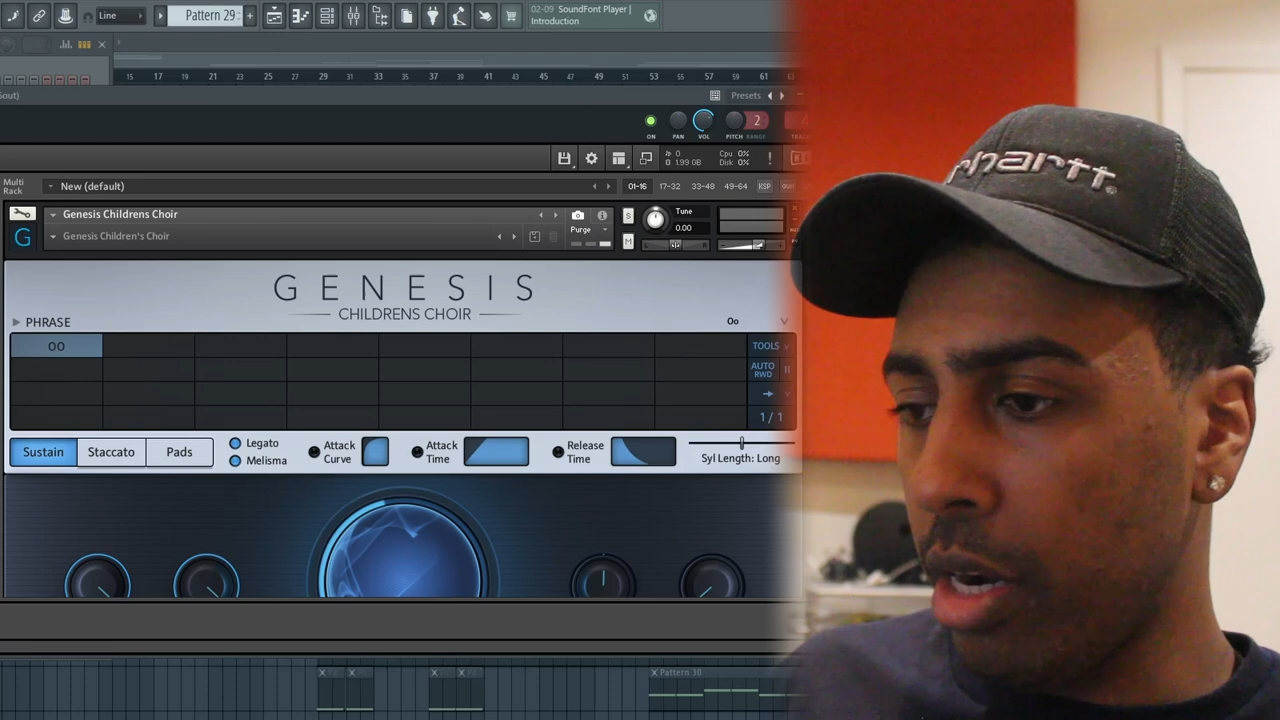 Line
Pattern 29
02-09 SoundFont Player |
Introduction
15 17 19 21 23 25 27 29 31 33 35 37 39 41 43 45 47 49 51 53 55 57 59 61
Presets
2
ON PAN VOL PITCH RANGE
0
1.99 GB
Cpu 0%
Disk 0%
Multi
Rack
New (default)
01-16 17-32 33-48 49-64 KSP
Genesis Childrens Choir
Genesis Children's Choir
Purge
S
M
Tune
0.00
L R
G
GENESIS
CHILDRENS CHOIR
PHRASE
Oo
OO
TOOLS
AUTO
RWD
1 / 1
Sustain Staccato Pads
Legato
Melisma
Attack
Curve
Attack
Time
Release
Time
Syl Length: Long
Pattern 30
rhartt.